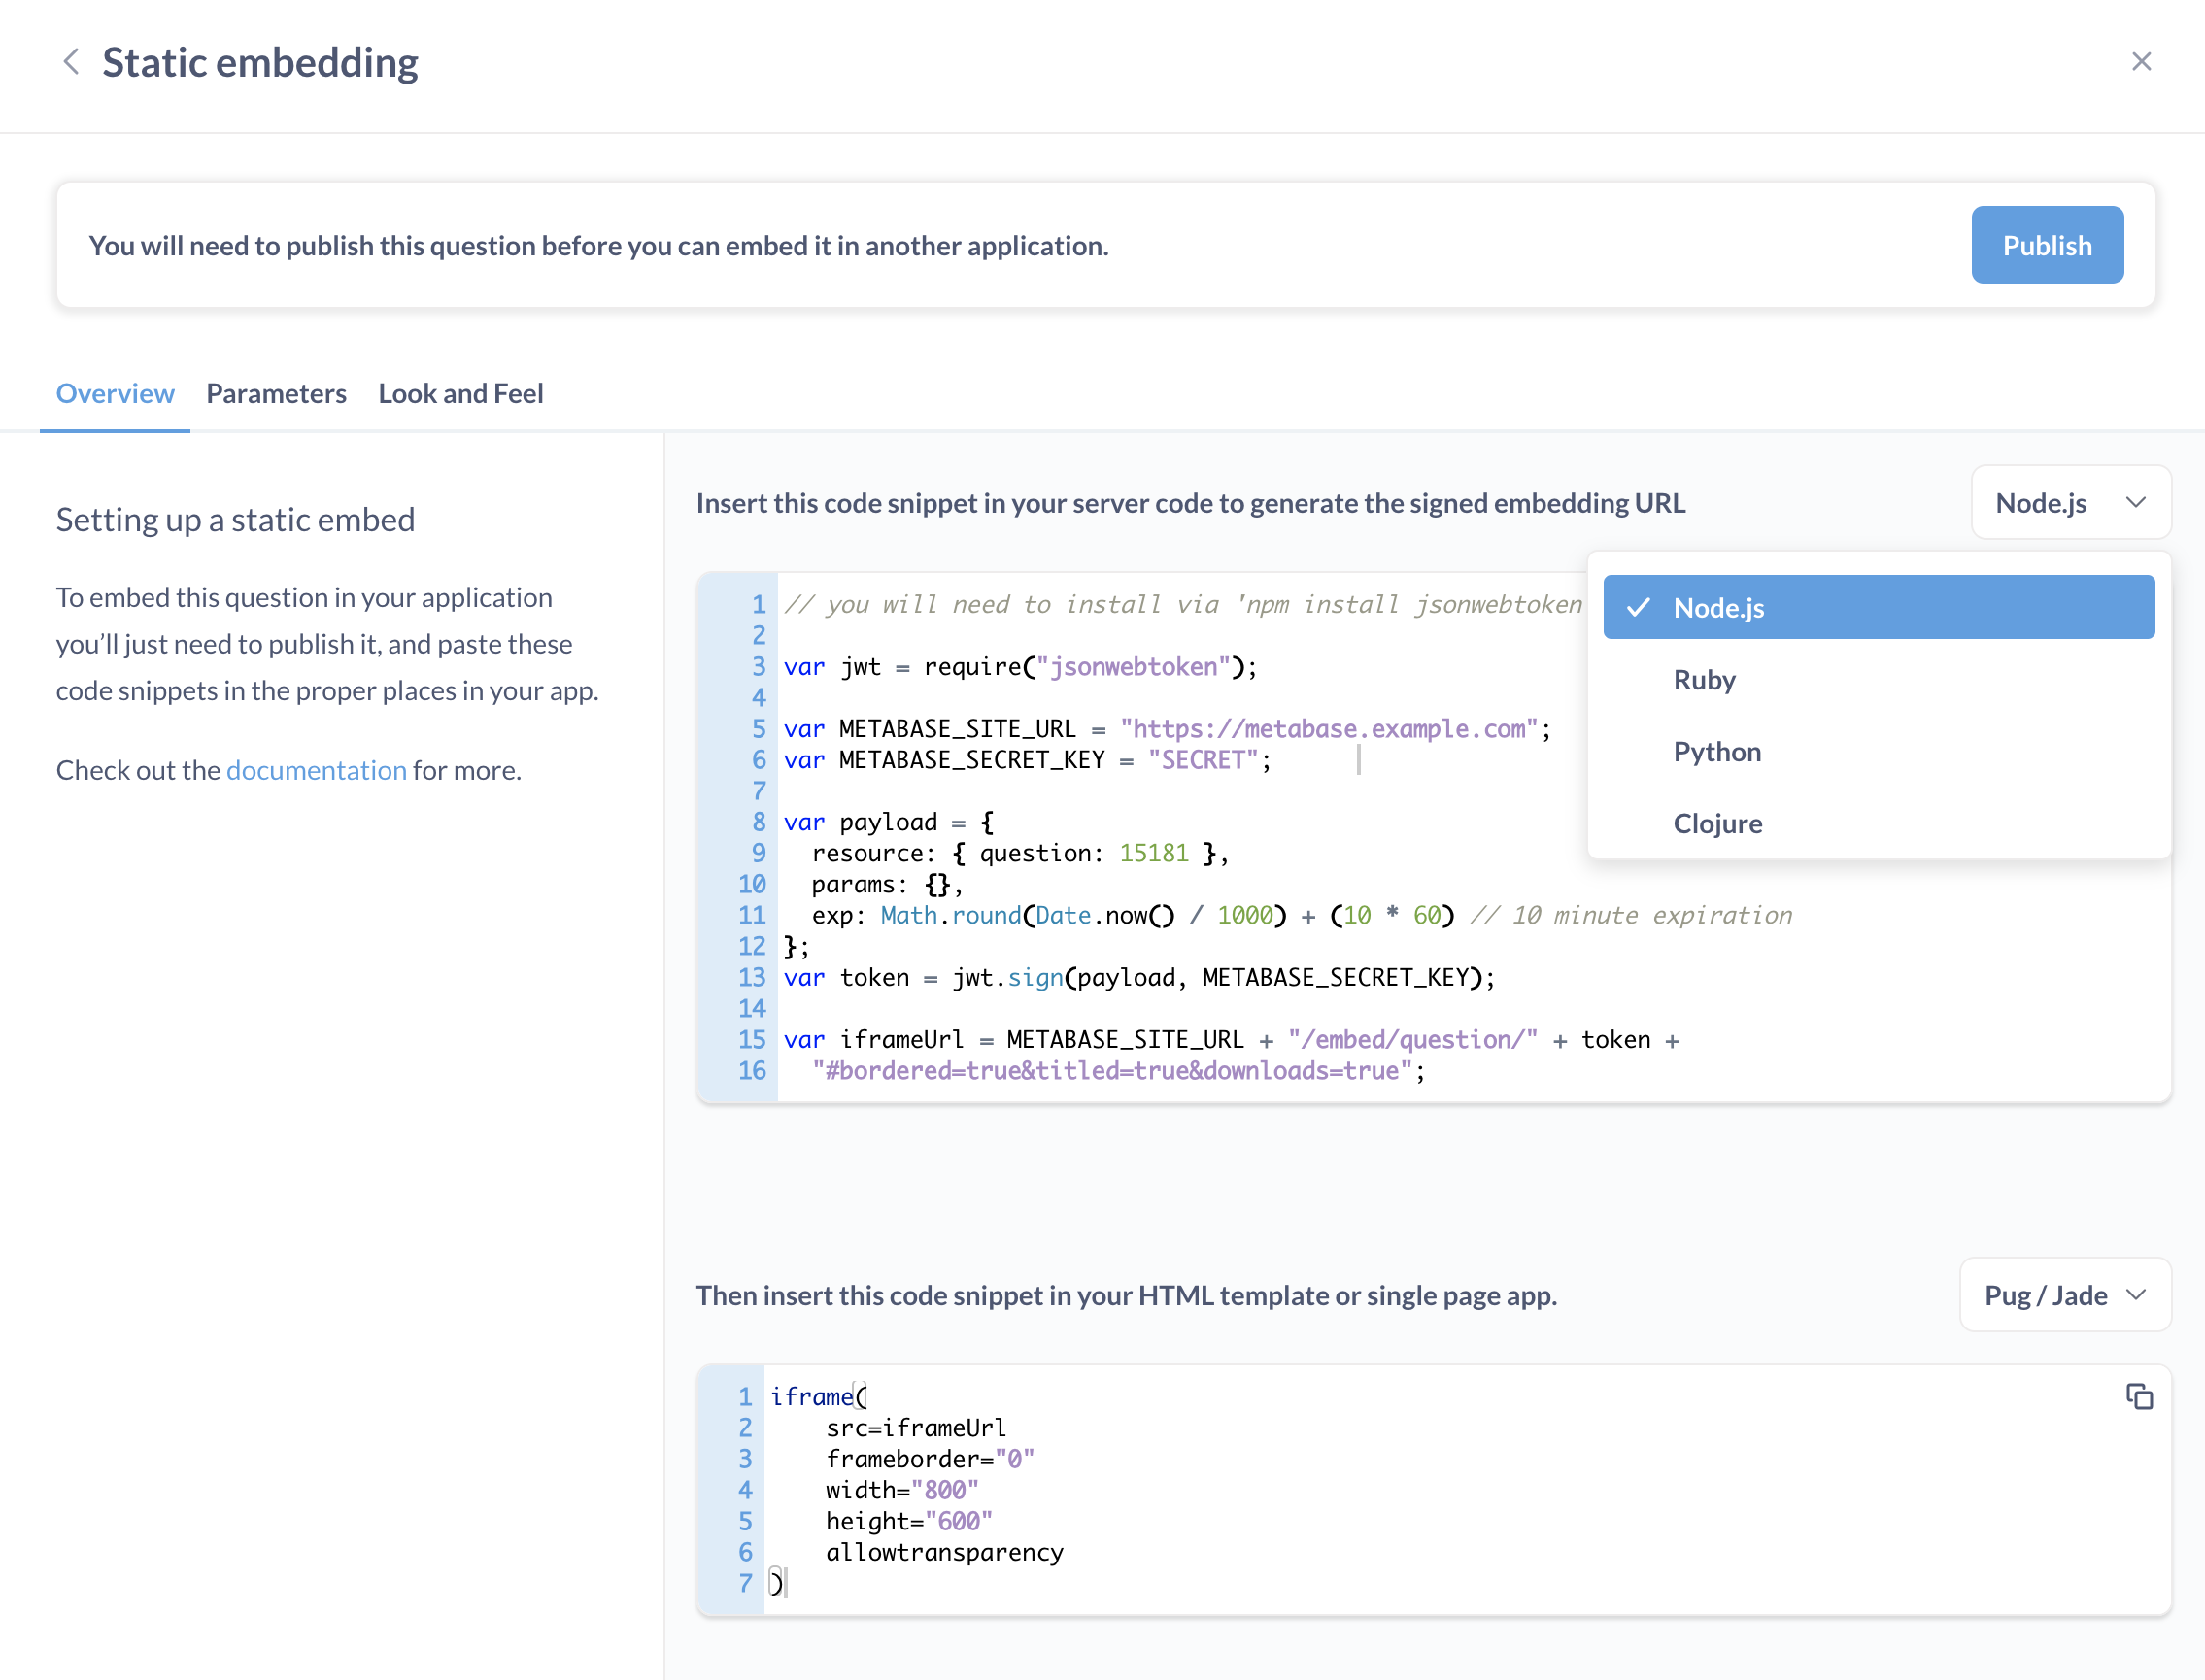 Static embedding
You will need to publish this question before you can embed it in another application.
Publish
Overview
Parameters
Look and Feel
Setting up a static embed
To embed this question in your application
you’ll just need to publish it, and paste these
code snippets in the proper places in your app.
Check out the documentation for more.
Insert this code snippet in your server code to generate the signed embedding URL
Node.js
Node.js
Ruby
Python
Clojure
1 // you will need to install via 'npm install jsonwebtoken
2
3 var jwt = require("jsonwebtoken");
4
5 var METABASE_SITE_URL = "https://metabase.example.com";
6 var METABASE_SECRET_KEY = "SECRET";
7
8 var payload = {
9   resource: { question: 15181 },
10   params: {},
11   exp: Math.round(Date.now() / 1000) + (10 * 60) // 10 minute expiration
12 };
13 var token = jwt.sign(payload, METABASE_SECRET_KEY);
14
15 var iframeUrl = METABASE_SITE_URL + "/embed/question/" + token +
16   "#bordered=true&titled=true&downloads=true";
Then insert this code snippet in your HTML template or single page app.
Pug / Jade
1 iframe(
2     src=iframeUrl
3     frameborder="0"
4     width="800"
5     height="600"
6     allowtransparency
7 )